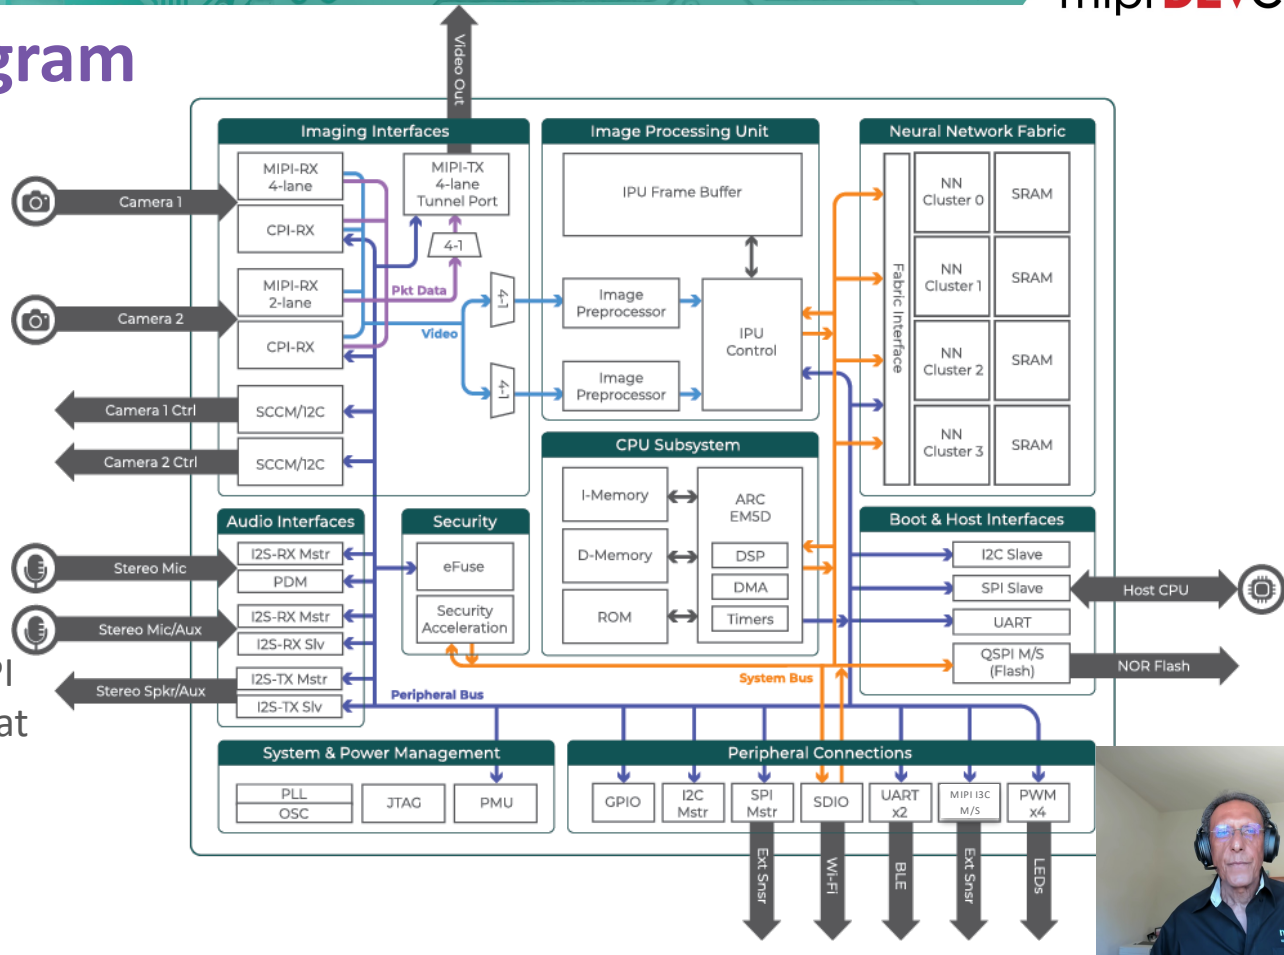 gram
mipi DEVC
Video Out
Imaging Interfaces
MIPI-RX
4-lane
CPI-RX
MIPI-RX
2-lane
CPI-RX
SCCM/I2C
SCCM/I2C
MIPI-TX
4-lane
Tunnel Port
4-1
Pkt Data
Video
4-1
4-1
Camera 1
Camera 2
Camera 1 Ctrl
Camera 2 Ctrl
Image Processing Unit
IPU Frame Buffer
Image
Preprocessor
Image
Preprocessor
IPU
Control
Neural Network Fabric
Fabric Interface
NN
Cluster 0
SRAM
NN
Cluster 1
SRAM
NN
Cluster 2
SRAM
NN
Cluster 3
SRAM
CPU Subsystem
I-Memory
D-Memory
ROM
ARC
EM5D
DSP
DMA
Timers
Boot & Host Interfaces
I2C Slave
SPI Slave
UART
QSPI M/S
(Flash)
Host CPU
NOR Flash
Audio Interfaces
I2S-RX Mstr
PDM
I2S-RX Mstr
I2S-RX Slv
I2S-TX Mstr
I2S-TX Slv
Stereo Mic
Stereo Mic/Aux
Stereo Spkr/Aux
PI
at
Security
eFuse
Security
Acceleration
System Bus
Peripheral Bus
System & Power Management
PLL
OSC
JTAG
PMU
Peripheral Connections
GPIO
I2C
Mstr
SPI
Mstr
SDIO
UART
x2
MIPI I3C
M/S
PWM
x4
Ext Snsr
Wi-Fi
BLE
Ext Snsr
LEDs